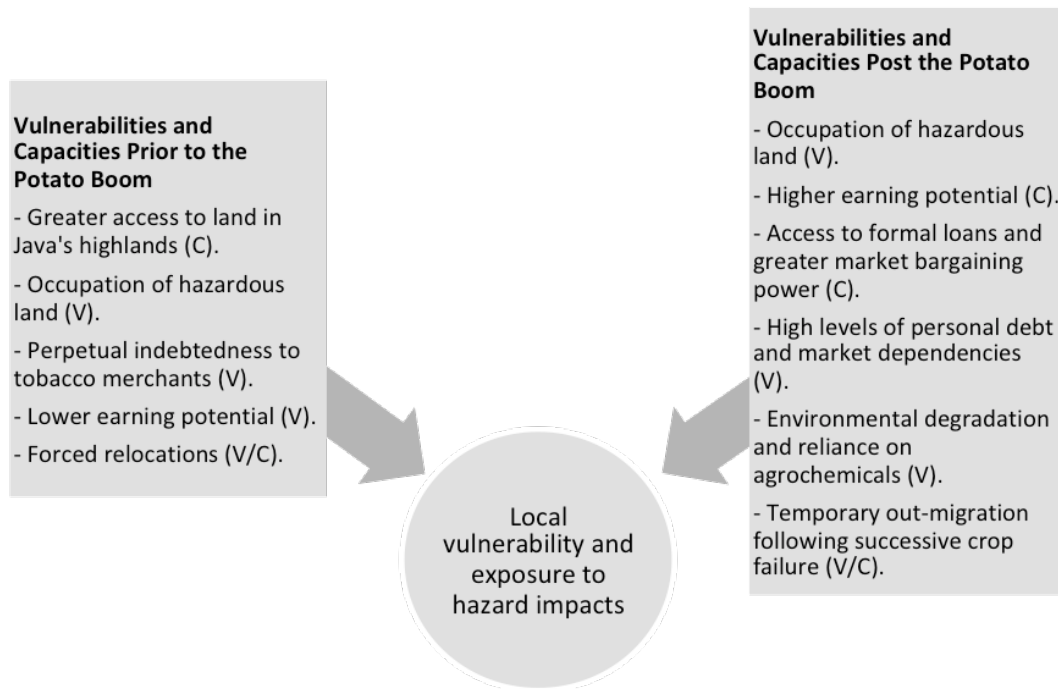 Vulnerabilities and
Capacities Prior to the
Potato Boom
- Greater access to land in
Java's highlands (C).
- Occupation of hazardous
land (V).
- Perpetual indebtedness to
tobacco merchants (V).
- Lower earning potential (V).
- Forced relocations (V/C).
Vulnerabilities and
Capacities Post the Potato
Boom
- Occupation of hazardous
land (V).
- Higher earning potential (C).
- Access to formal loans and
greater market bargaining
power (C).
- High levels of personal debt
and market dependencies
(V).
- Environmental degradation
and reliance on
agrochemicals (V).
- Temporary out-migration
following successive crop
failure (V/C).
Local
vulnerability and
exposure to
hazard impacts